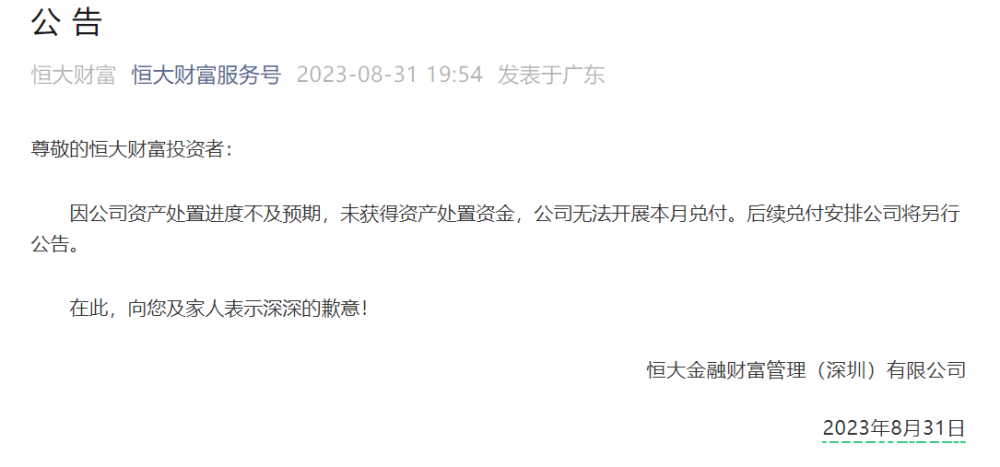 公 告
恒大财富 恒大财富服务号 2023-08-31 19:54 发表于广东
尊敬的恒大财富投资者：
因公司资产处置进度不及预期，未获得资产处置资金，公司无法开展本月兑付。后续兑付安排公司将另行
公告。
在此，向您及家人表示深深的歉意！
恒大金融财富管理（深圳）有限公司
2023年8月31日